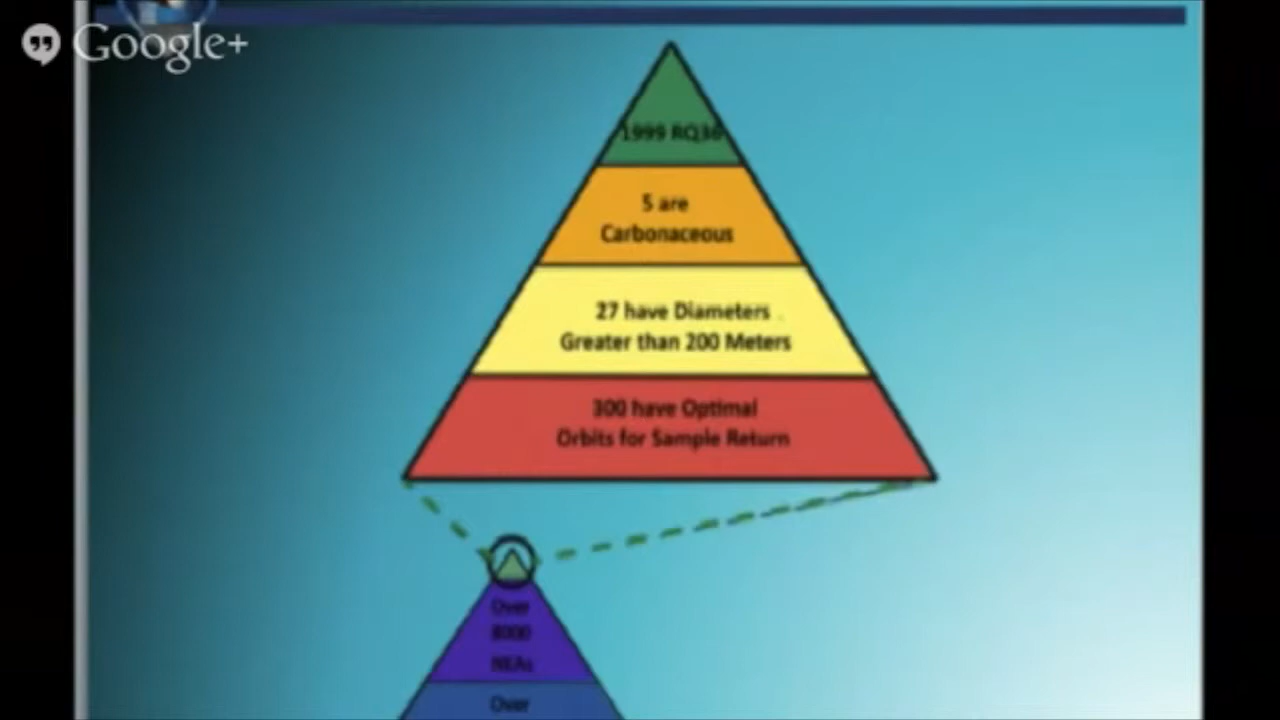 Google+
1999 RQ36
5 are
Carbonaceous
27 have Diameters
Greater than 200 Meters
300 have Optimal
Orbits for Sample Return
Over
8000
NEAs
Over